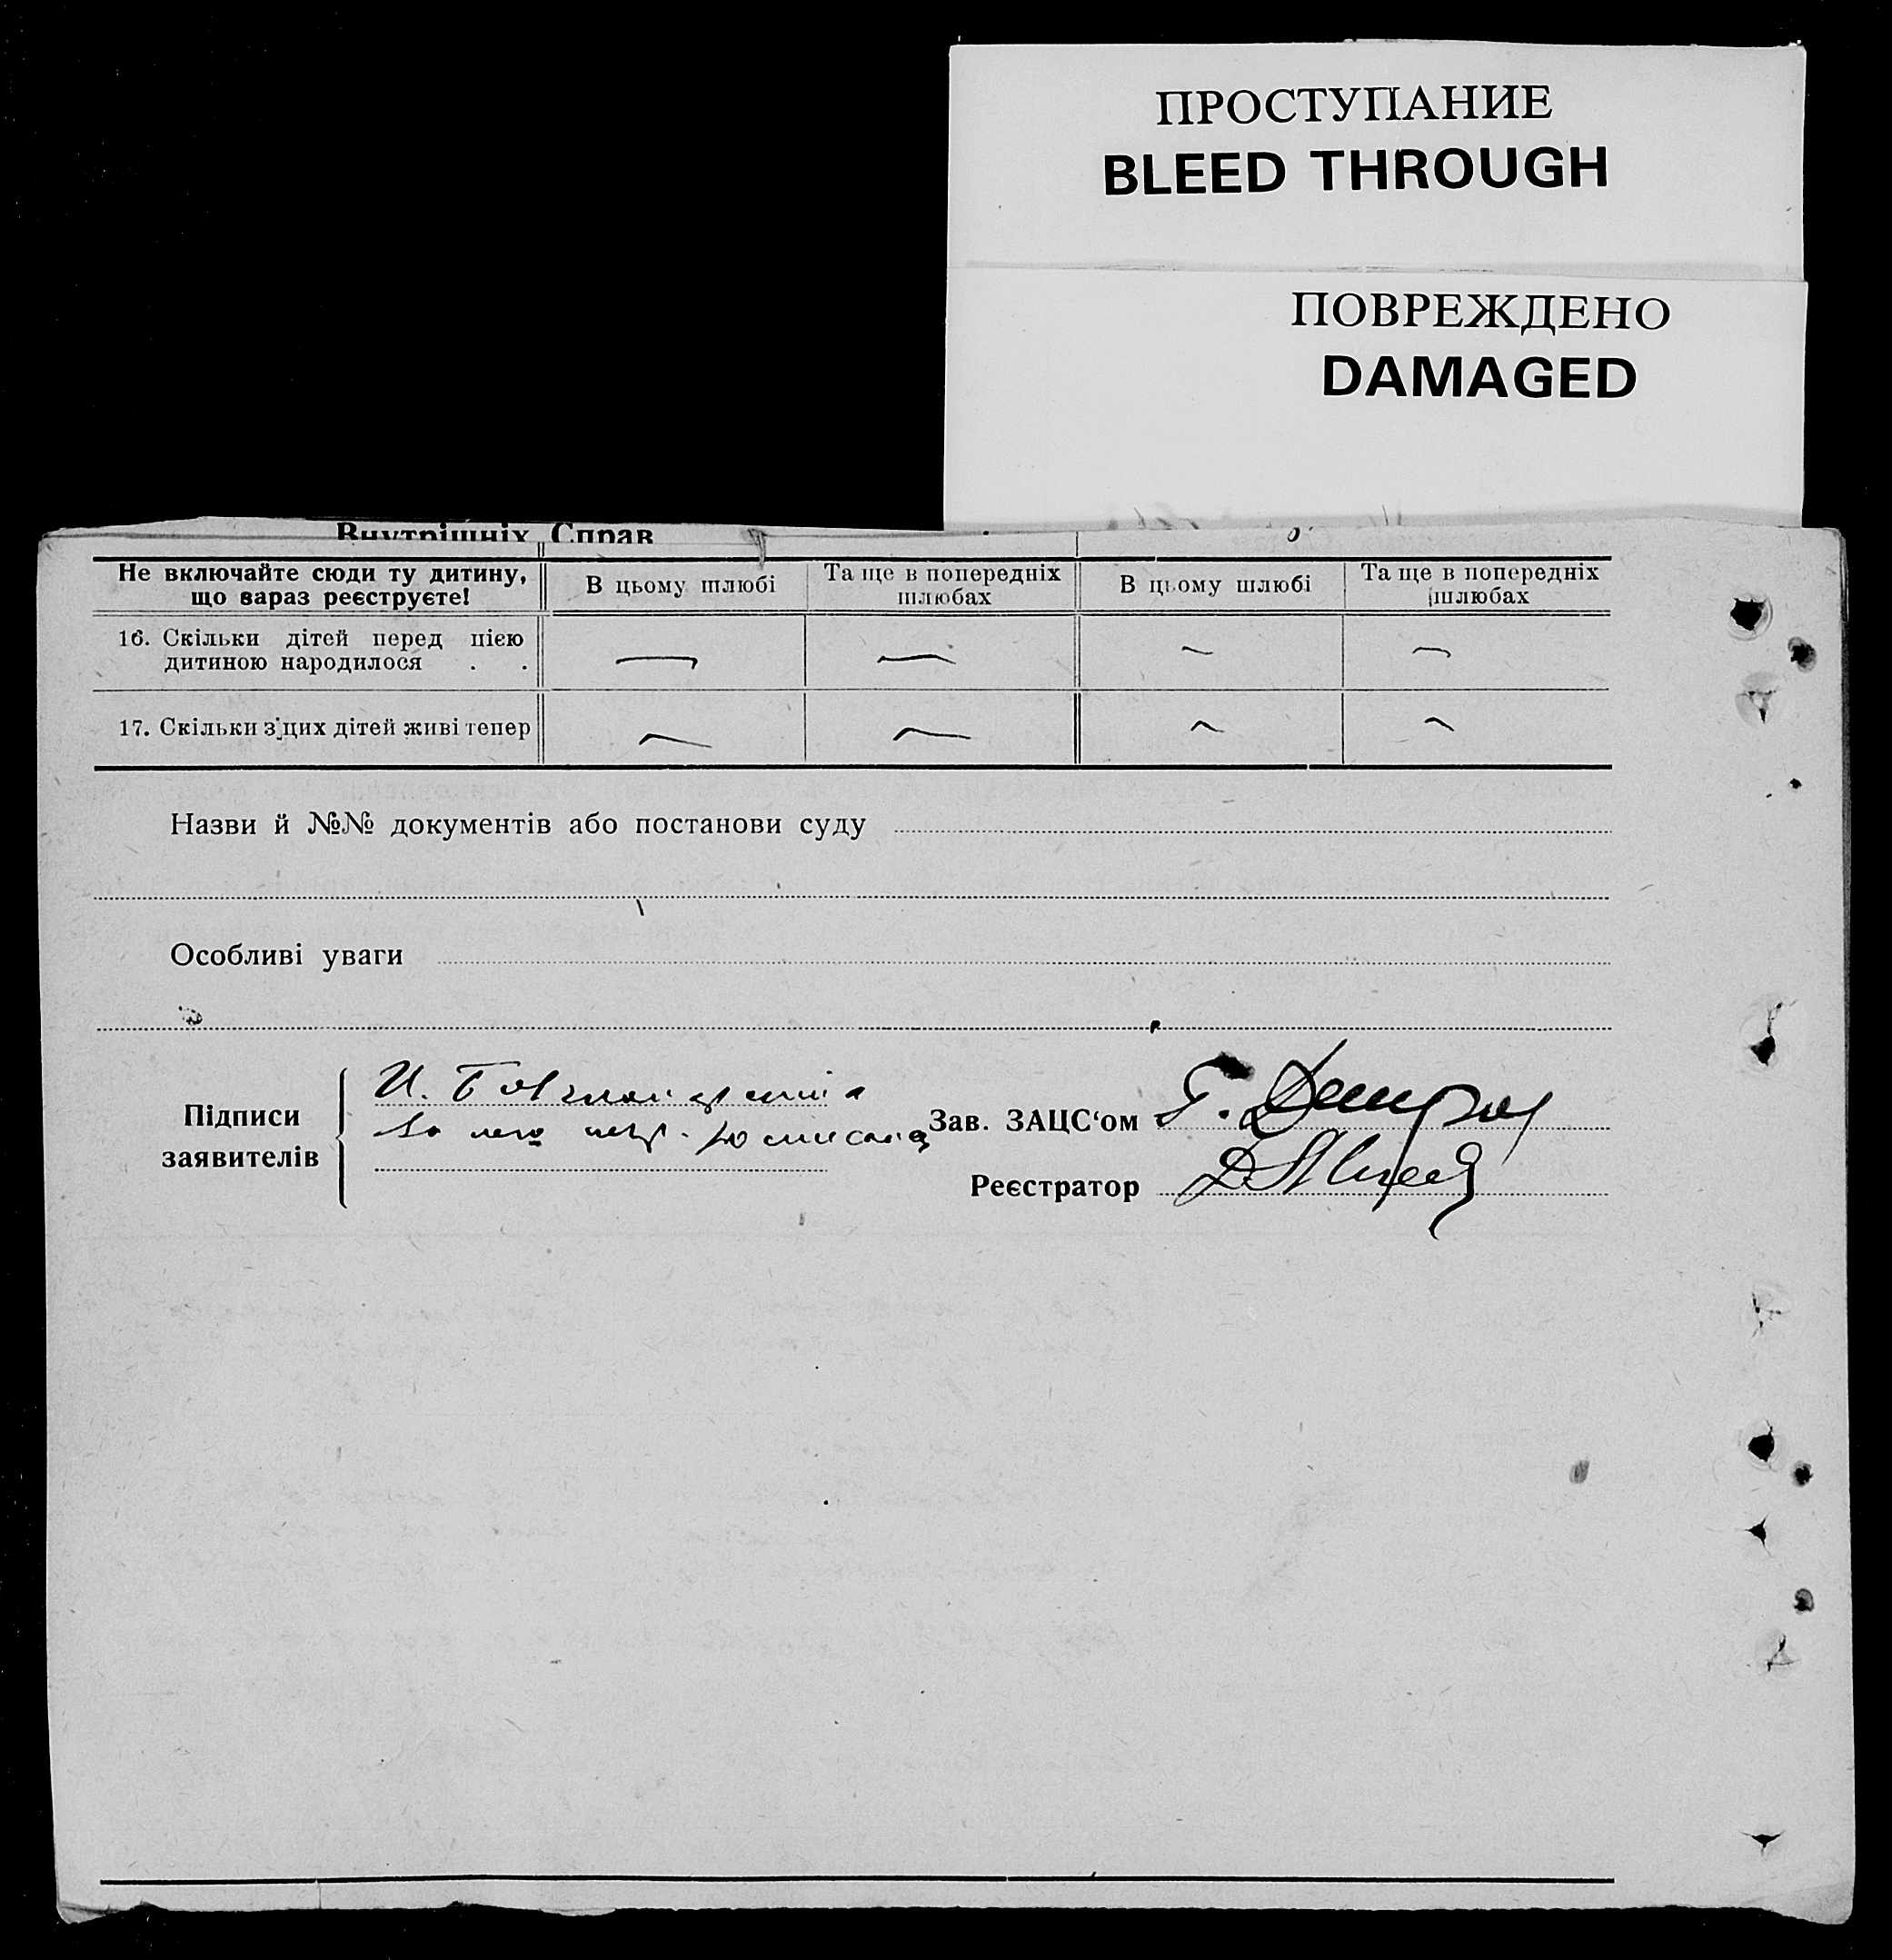 ПРОСТУПАНИЕ
BLEED THROUGH
ПОВРЕЖДЕНО
DAMAGED
Внутрішніх Справ
Не включайте сюди ту дитину, що вараз реєструєте!
В цьому шлюбі
Та ще в попередніх шлюбах
В цьому шлюбі
Та ще в попередніх шлюбах
16. Скільки дітей перед цією дитиною народилося . .
— — — —
17. Скільки з цих дітей живі тепер
— — — —
Назви й №№ документів або постанови суду
Особливі уваги
Підписи заявителів
И.
Зав. ЗАЦС‘ом Г.
Реєстратор